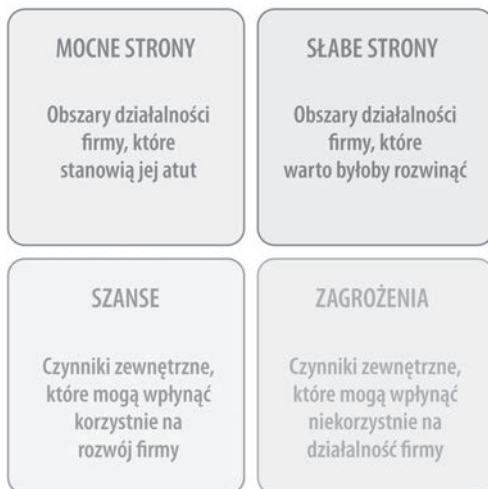 MOCNE STRONY
Obszary działalności
firmy, które
stanowią jej atut
SŁABE STRONY
Obszary działalności
firmy, które
warto byłoby rozwinąć
SZANSE
Czynniki zewnętrzne,
które mogą wpłynąć
korzystnie na
rozwój firmy
ZAGROŻENIA
Czynniki zewnętrzne,
które mogą wpłynąć
niekorzystnie na
działalność firmy